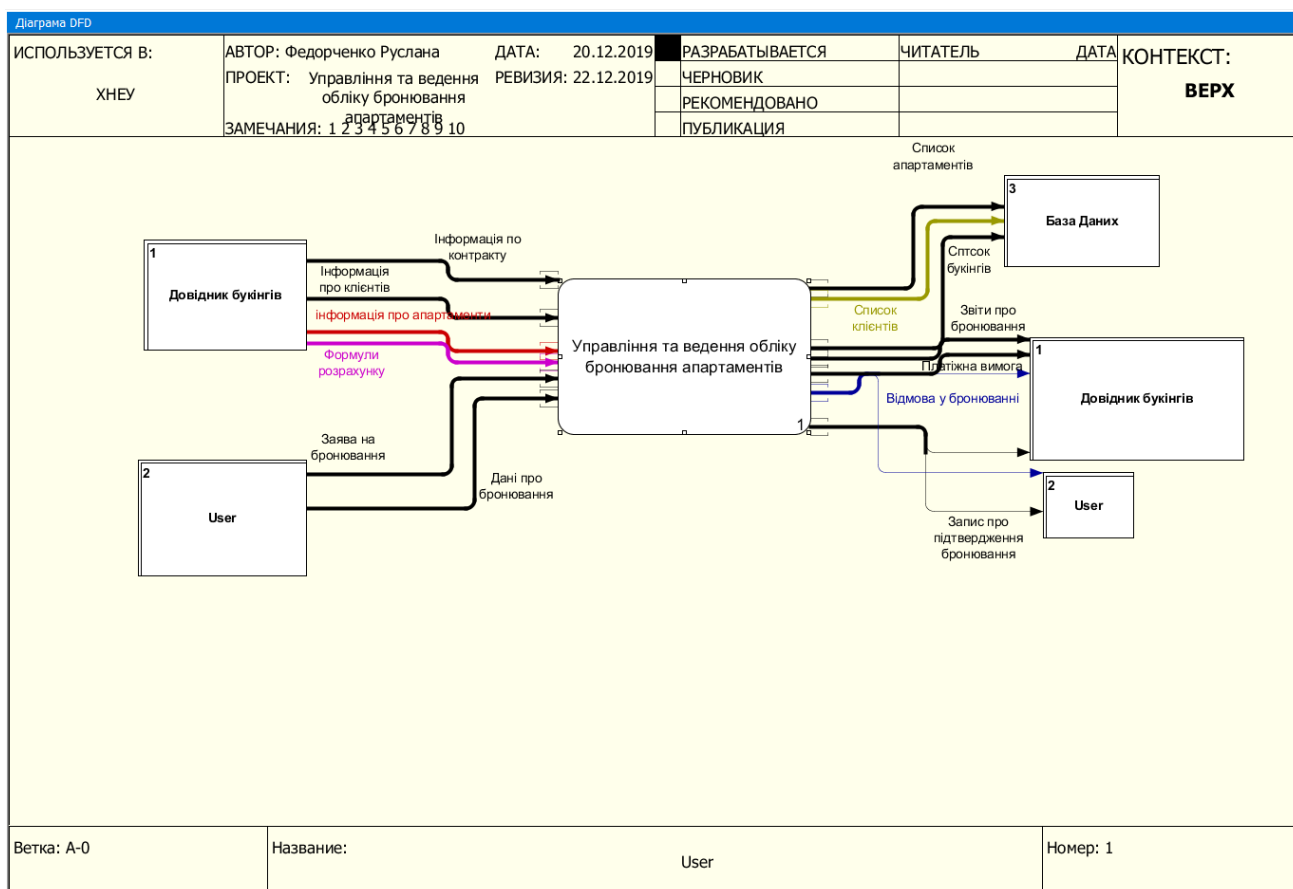 Діаграма DFD
ИСПОЛЬЗУЕТСЯ В:
ХНЕУ
АВТОР: Федорченко Руслана
ДАТА: 20.12.2019
ПРОЕКТ: Управління та ведення
обліку бронювання
апартаментів
РЕВИЗИЯ: 22.12.2019
ЗАМЕЧАНИЯ: 1 2 3 4 5 6 7 8 9 10
РАЗРАБАТЫВАЕТСЯ
ЧЕРНОВИК
РЕКОМЕНДОВАНО
ПУБЛИКАЦИЯ
ЧИТАТЕЛЬ
ДАТА
КОНТЕКСТ:
ВЕРХ
Список
апартаментів
3
База Даних
1
Довідник букінгів
Інформація по
контракту
Інформація
про клієнтів
інформація про апартаменти
Формули
розрахунку
Сптсок
букінгів
Список
клієнтів
Звіти про
бронювання
Управління та ведення обліку
бронювання апартаментів
1
Платіжна вимога
Відмова у бронюванні
1
Довідник букінгів
Заява на
бронювання
2
User
Дані про
бронювання
2
User
Запис про
підтвердження
бронювання
Ветка: A-0
Название:
User
Номер: 1